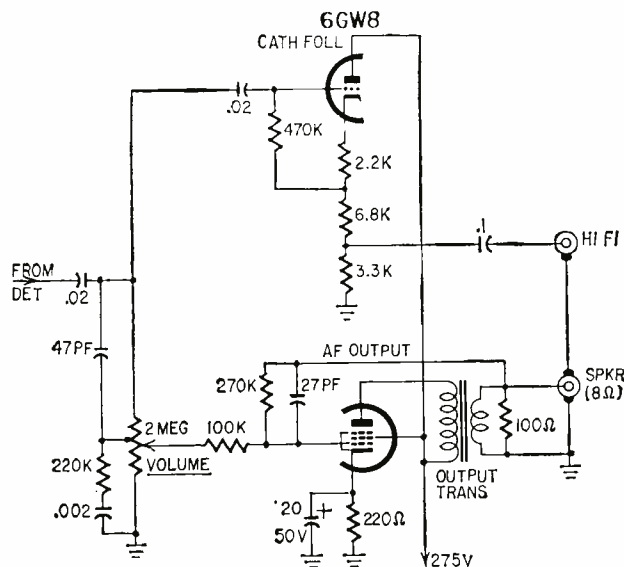 6GW8
CATH FOLL
.02
470K
2.2K
6.8K
3.3K
.1
HI FI
FROM
DET
.02
47PF
AF OUTPUT
270K
27PF
SPKR
(8Ω)
2 MEG
100K
100Ω
VOLUME
220K
OUTPUT
TRANS
.002
.20
50V
+
220Ω
275V